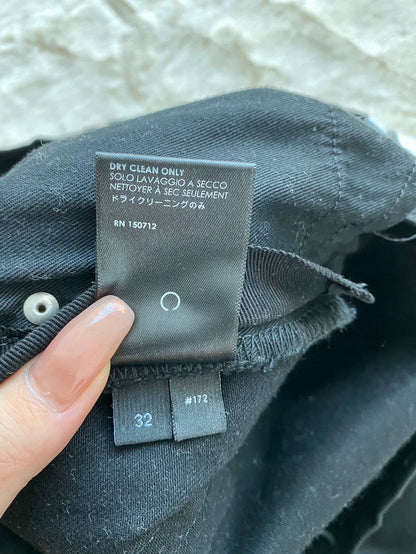 DRY CLEAN ONLY
SOLO LAVAGGIO A SECCO
NETTOYER À SEC SEULEMENT
ドライクリーニングのみ
RN 150712
32
#172